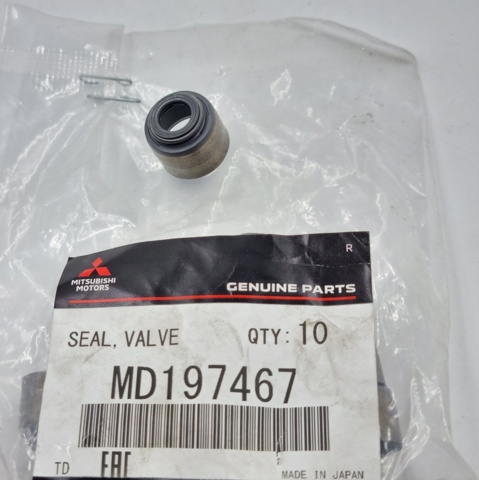 R
MITSUBISHI
MOTORS
GENUINE PARTS
SEAL, VALVE QTY: 10
MD197467
TD EAC MADE IN JAPAN